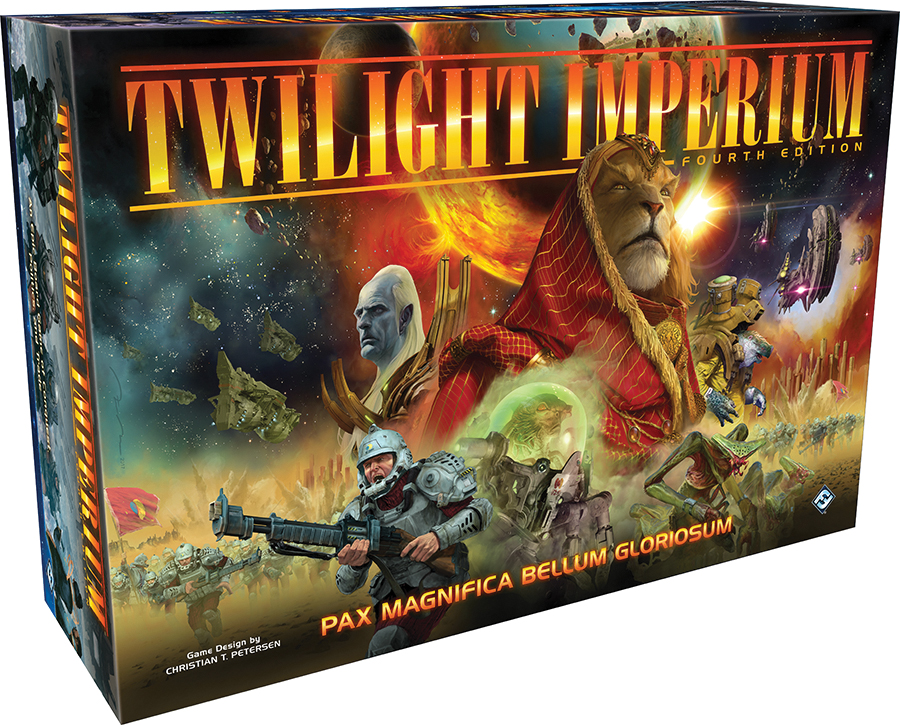 TWILIGHT IMPERIUM
FOURTH EDITION
PAX MAGNIFICA BELLUM GLORIOSUM
Game Design by
CHRISTIAN T. PETERSEN
TWILIGHT IMPERIUM